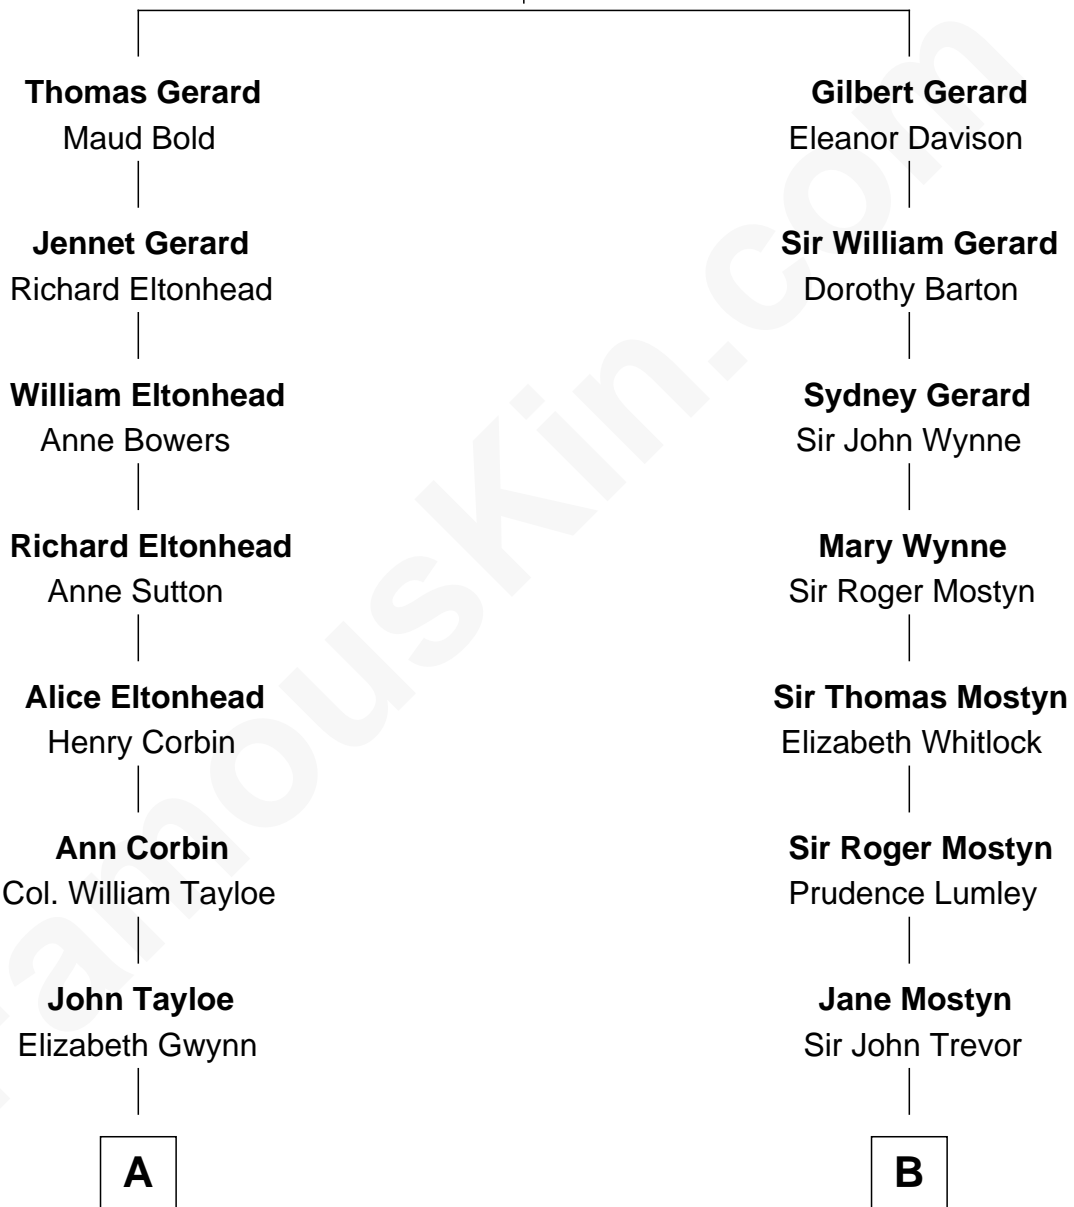 Thomas Gerard
Maud Bold
Jennet Gerard
Richard Eltonhead
William Eltonhead
Anne Bowers
Richard Eltonhead
Anne Sutton
Alice Eltonhead
Henry Corbin
Ann Corbin
Col. William Tayloe
John Tayloe
Elizabeth Gwynn
A
Gilbert Gerard
Eleanor Davison
Sir William Gerard
Dorothy Barton
Sydney Gerard
Sir John Wynne
Mary Wynne
Sir Roger Mostyn
Sir Thomas Mostyn
Elizabeth Whitlock
Sir Roger Mostyn
Prudence Lumley
Jane Mostyn
Sir John Trevor
B
FamousKin.com